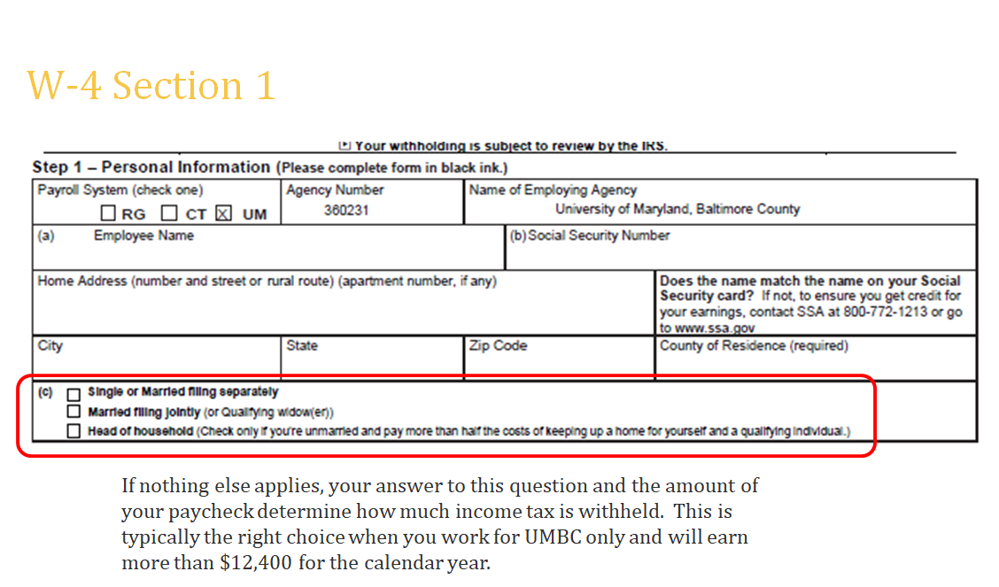 W-4 Section 1
Your withholding is subject to review by the IRS.
Step 1 – Personal Information (Please complete form in black ink.)
Payroll System (check one)
RG CT X UM
Agency Number
360231
Name of Employing Agency
University of Maryland, Baltimore County
(a) Employee Name
(b) Social Security Number
Home Address (number and street or rural route) (apartment number, if any)
Does the name match the name on your Social
Security card? If not, to ensure you get credit for
your earnings, contact SSA at 800-772-1213 or go
to www.ssa.gov
City
State
Zip Code
County of Residence (required)
(c) Single or Married filing separately
Married filing jointly (or Qualifying widow(er))
Head of household (Check only if you're unmarried and pay more than half the costs of keeping up a home for yourself and a qualifying individual.)
If nothing else applies, your answer to this question and the amount of
your paycheck determine how much income tax is withheld. This is
typically the right choice when you work for UMBC only and will earn
more than $12,400 for the calendar year.